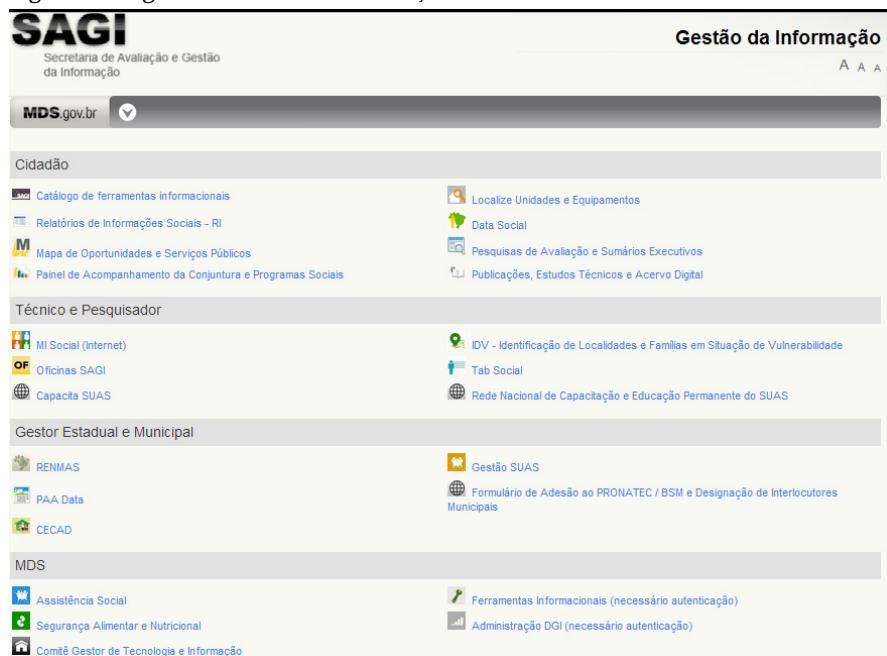 SAGI
Secretaria de Avaliação e Gestão
da Informação
Gestão da Informação
A A A
MDS.gov.br
Cidadão
Catálogo de ferramentas informacionais
Localize Unidades e Equipamentos
Relatórios de Informações Sociais - RI
Data Social
Mapa de Oportunidades e Serviços Públicos
Pesquisas de Avaliação e Sumários Executivos
Painel de Acompanhamento da Conjuntura e Programas Sociais
Publicações, Estudos Técnicos e Acervo Digital
Técnico e Pesquisador
MI Social (Internet)
IDV - Identificação de Localidades e Famílias em Situação de Vulnerabilidade
OF Oficinas SAGI
Tab Social
Capacita SUAS
Rede Nacional de Capacitação e Educação Permanente do SUAS
Gestor Estadual e Municipal
RENMAS
Gestão SUAS
PAA Data
Formulário de Adesão ao PRONATEC / BSM e Designação de Interlocutores
Municipais
CECAD
MDS
Assistência Social
Ferramentas Informacionais (necessário autenticação)
Segurança Alimentar e Nutricional
Administração DGI (necessário autenticação)
Comitê Gestor de Tecnologia e Informação